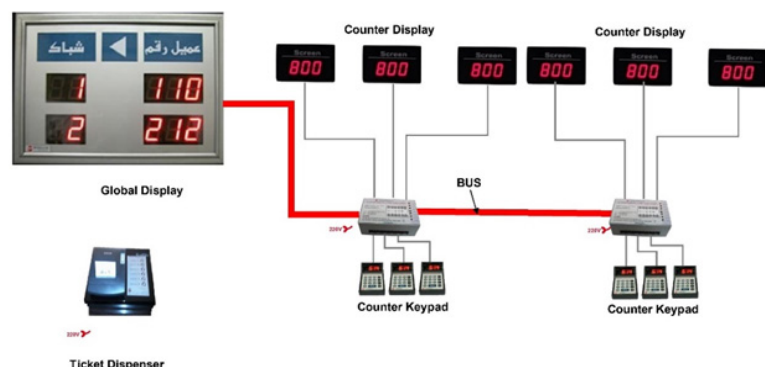 Counter Display
Counter Display
Screen
800
Screen
800
Screen
800
Screen
800
Screen
800
Screen
800
عميل رقم
شباك
1
110
2
212
Global Display
BUS
220V
220V
Counter Keypad
Counter Keypad
220V
Ticket Dispenser